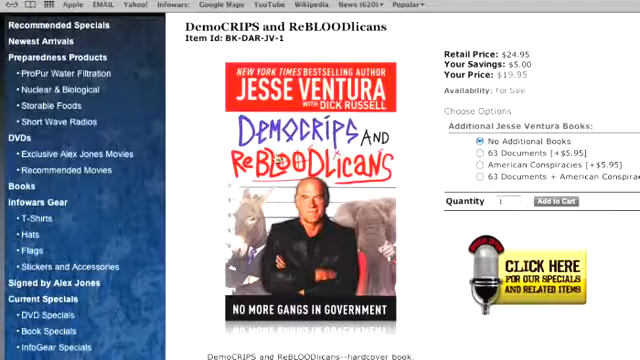 Apple EMAIL Yahoo! Infowars: Google Maps YouTube Wikipedia News (620) Popular
Recommended Specials
Newest Arrivals
Preparedness Products
• ProPur Water Filtration
• Nuclear & Biological
• Storable Foods
• Short Wave Radios
DVDs
• Exclusive Alex Jones Movies
• Recommended Movies
Books
Infowars Gear
• T-Shirts
• Hats
• Flags
• Stickers and Accessories
Signed by Alex Jones
Current Specials
• DVD Specials
• Book Specials
• InfoGear Specials
DemoCRIPS and ReBLOODlicans
Item Id: BK-DAR-JV-1
NEW YORK TIMES BESTSELLING AUTHOR
JESSE VENTURA
WITH DICK RUSSELL
DEMOCRIPS AND
ReBLOODLicANS
NO MORE GANGS IN GOVERNMENT
DemoCRIPS and ReBLOODlicans--hardcover book.
Retail Price: $24.95
Your Savings: $5.00
Your Price: $19.95
Availability: For Sale
Choose Options
Additional Jesse Ventura Books:
No Additional Books
63 Documents [+$5.95]
American Conspiracies [+$5.95]
63 Documents + American Conspira
Quantity 1 Add to Cart
CLICK HERE
FOR OUR SPECIALS
AND RELATED ITEMS